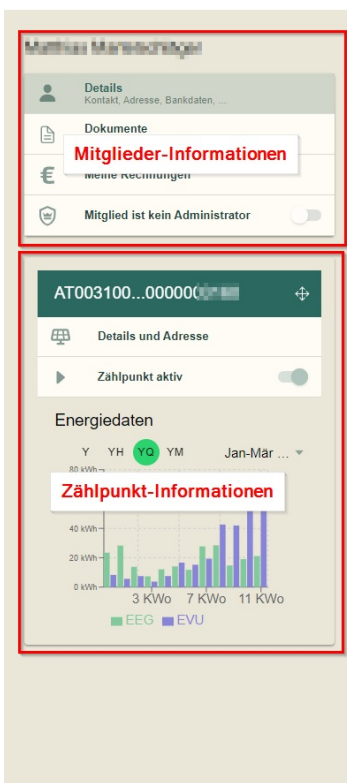 Details
Kontakt, Adresse, Bankdaten, ...
Dokumente
Mitglieder-Informationen
Meine Rechnungen
Mitglied ist kein Administrator
AT003100...000000
Details und Adresse
Zählpunkt aktiv
Energiedaten
Y YH YQ YM Jan-Mär ...
80 kWh
Zählpunkt-Informationen
40 kWh
20 kWh
0 kWh
3 KWo 7 KWo 11 KWo
EEG EVU